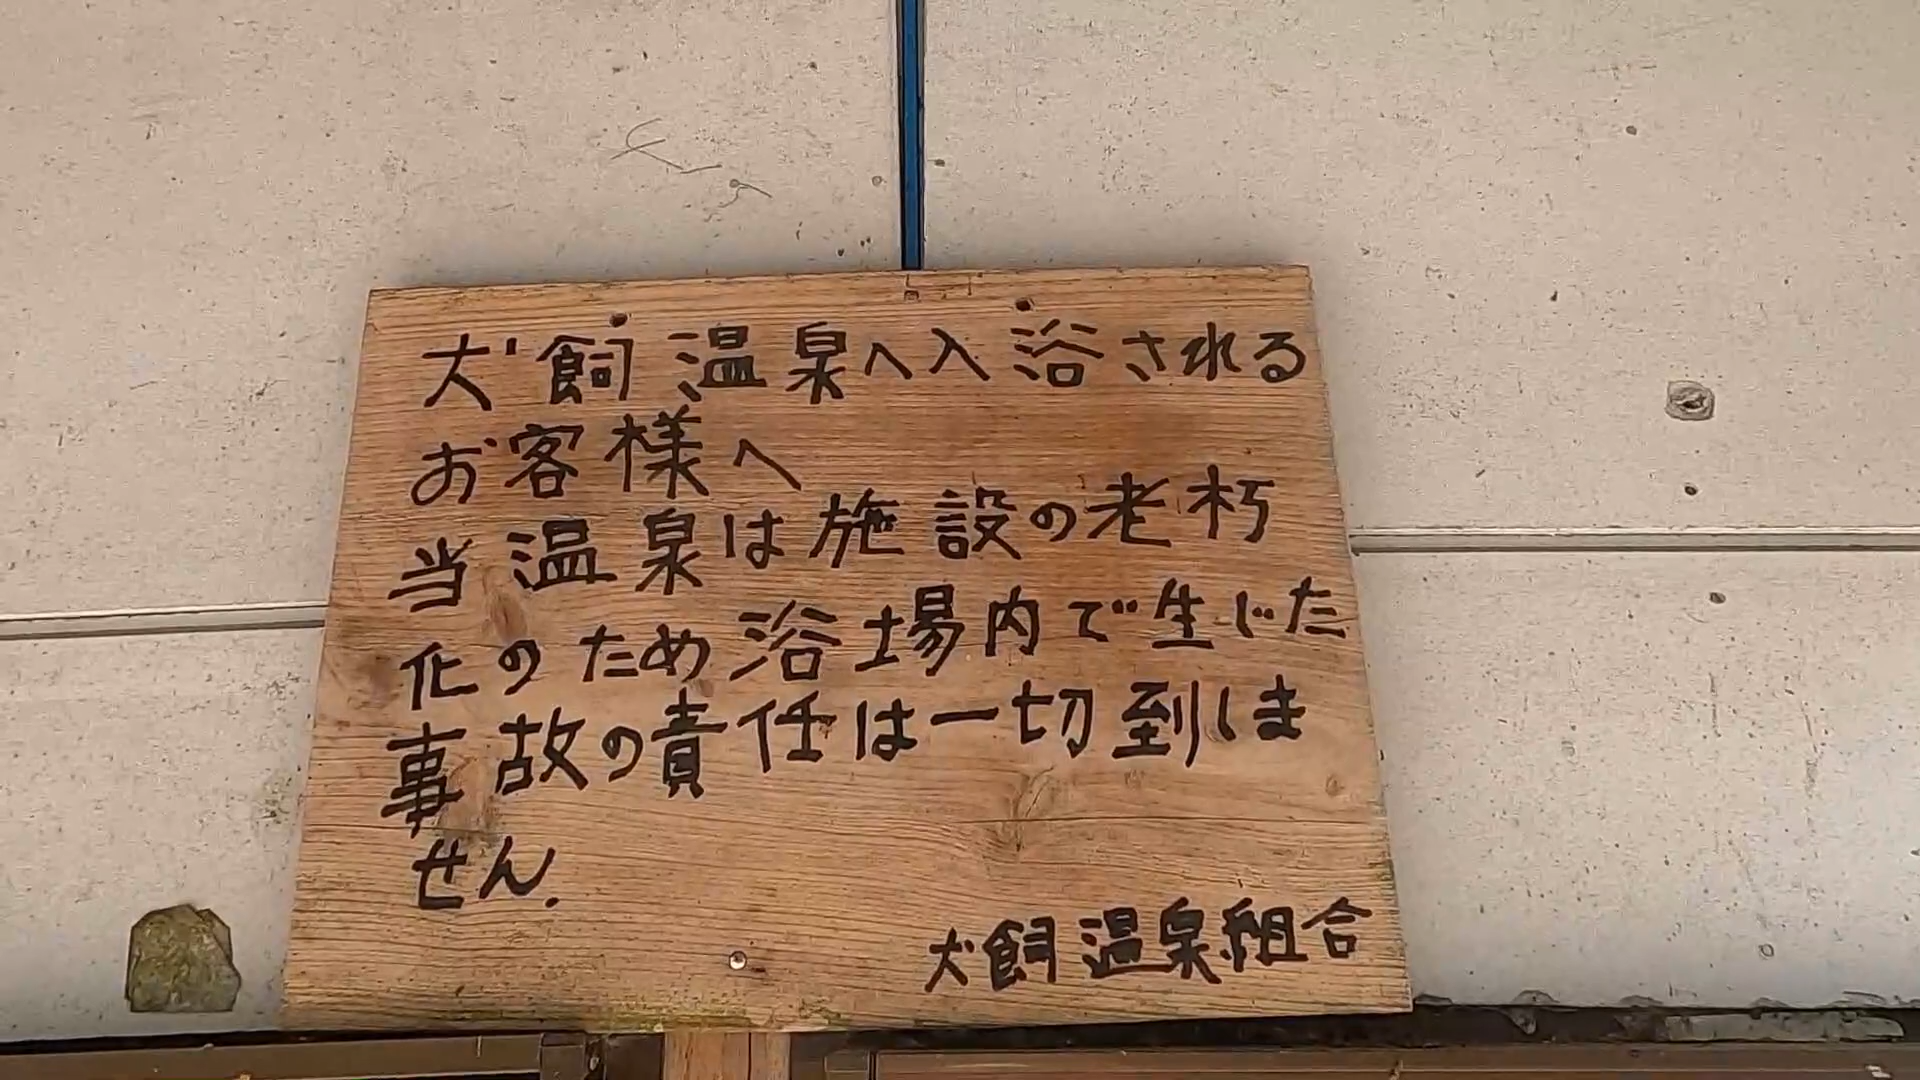 犬飼温泉へ入浴される
お客様へ
当温泉は施設の老朽
化のため浴場内で生じた
事故の責任は一切到しま
せん.
犬飼温泉組合